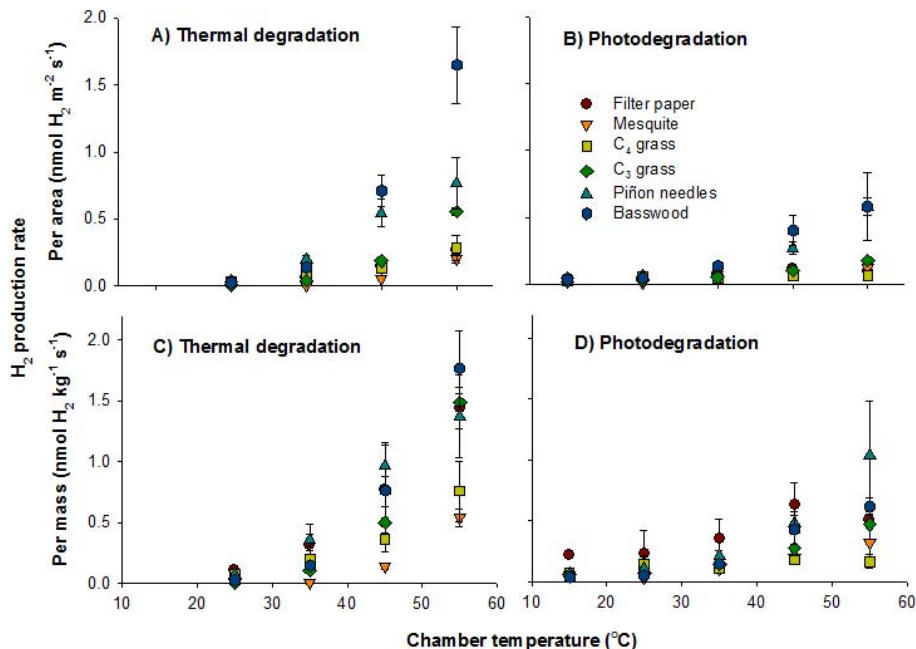 H₂ production rate
Per area (nmol H₂ m⁻² s⁻¹)
2.0
1.5
1.0
0.5
0.0
A) Thermal degradation
B) Photodegradation
Filter paper
Mesquite
C₄ grass
C₃ grass
Piñon needles
Basswood
Per mass (nmol H₂ kg⁻¹ s⁻¹)
2.0
1.5
1.0
0.5
0.0
C) Thermal degradation
D) Photodegradation
10 20 30 40 50 60
10 20 30 40 50 60
Chamber temperature (°C)